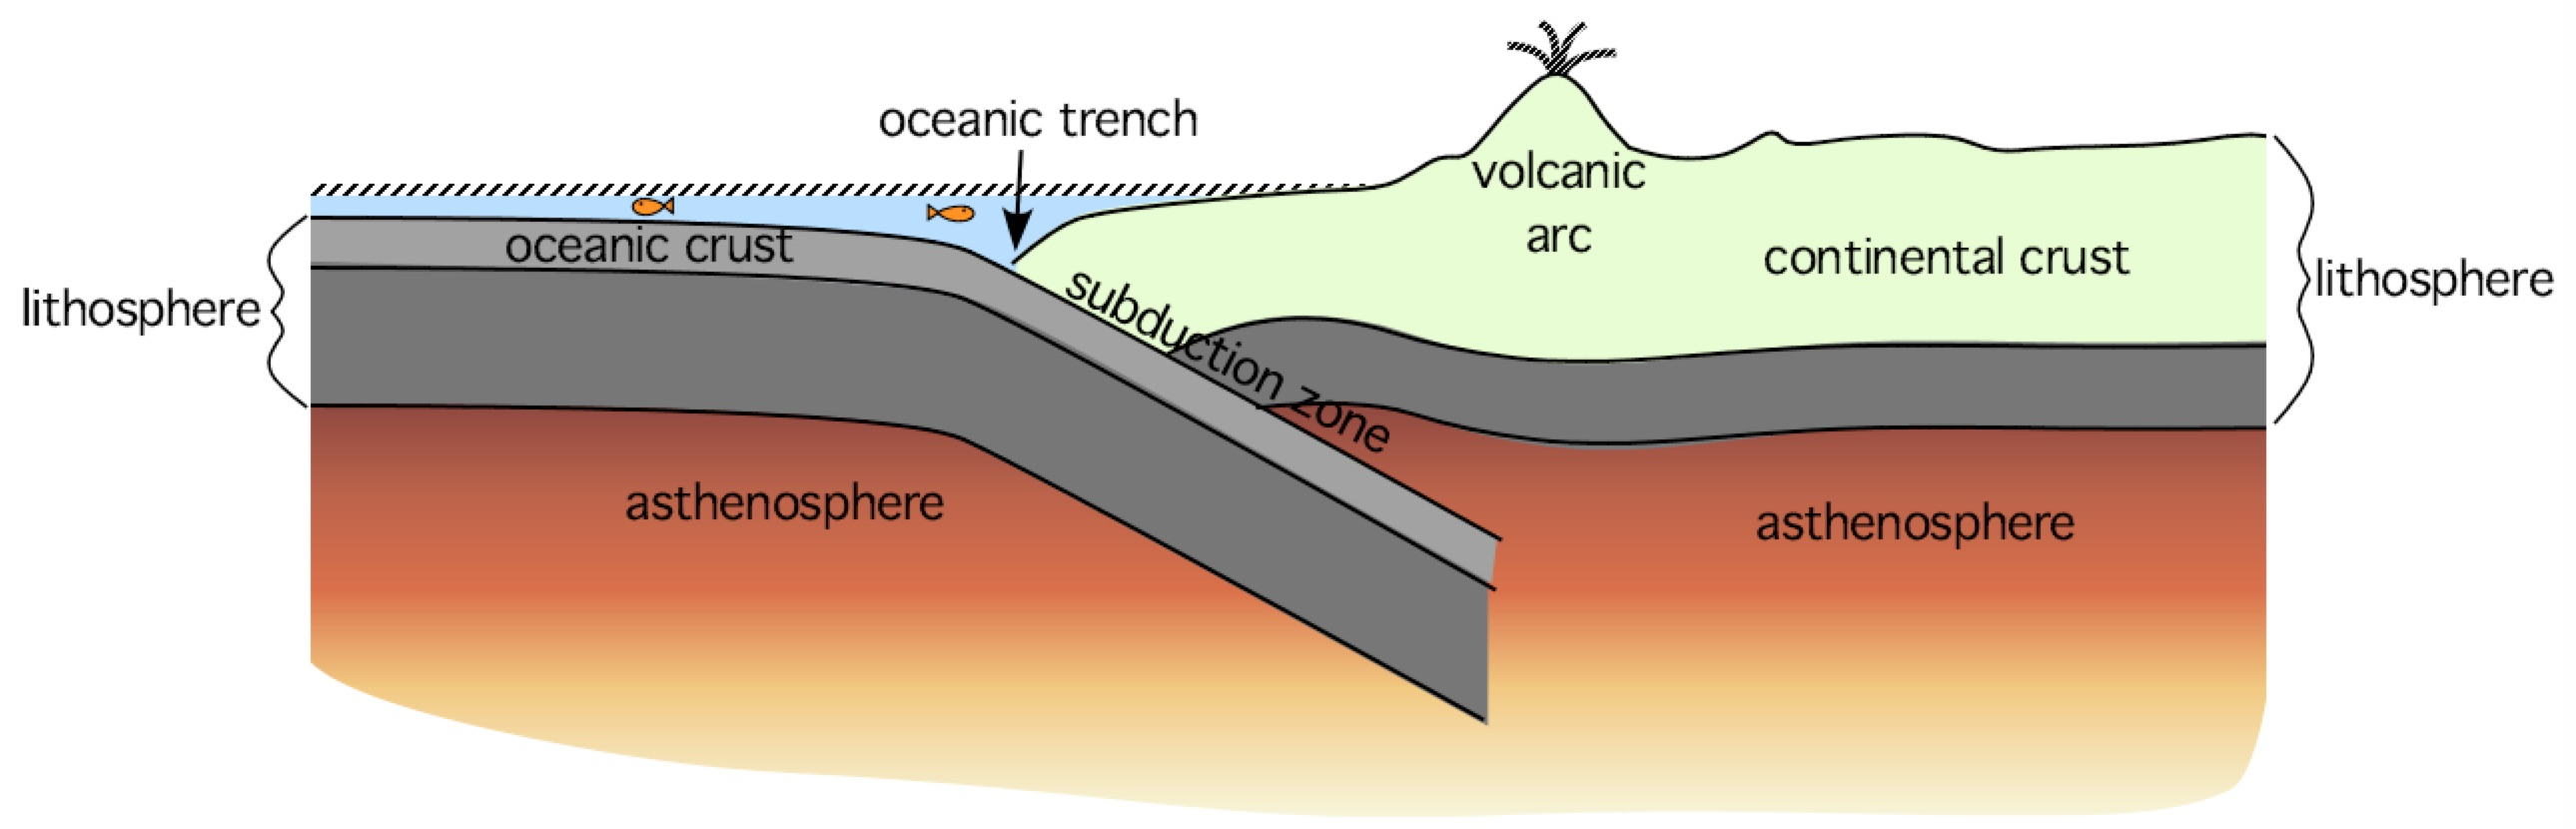 oceanic trench
volcanic
arc
oceanic crust
continental crust
lithosphere
lithosphere
subduction zone
asthenosphere
asthenosphere